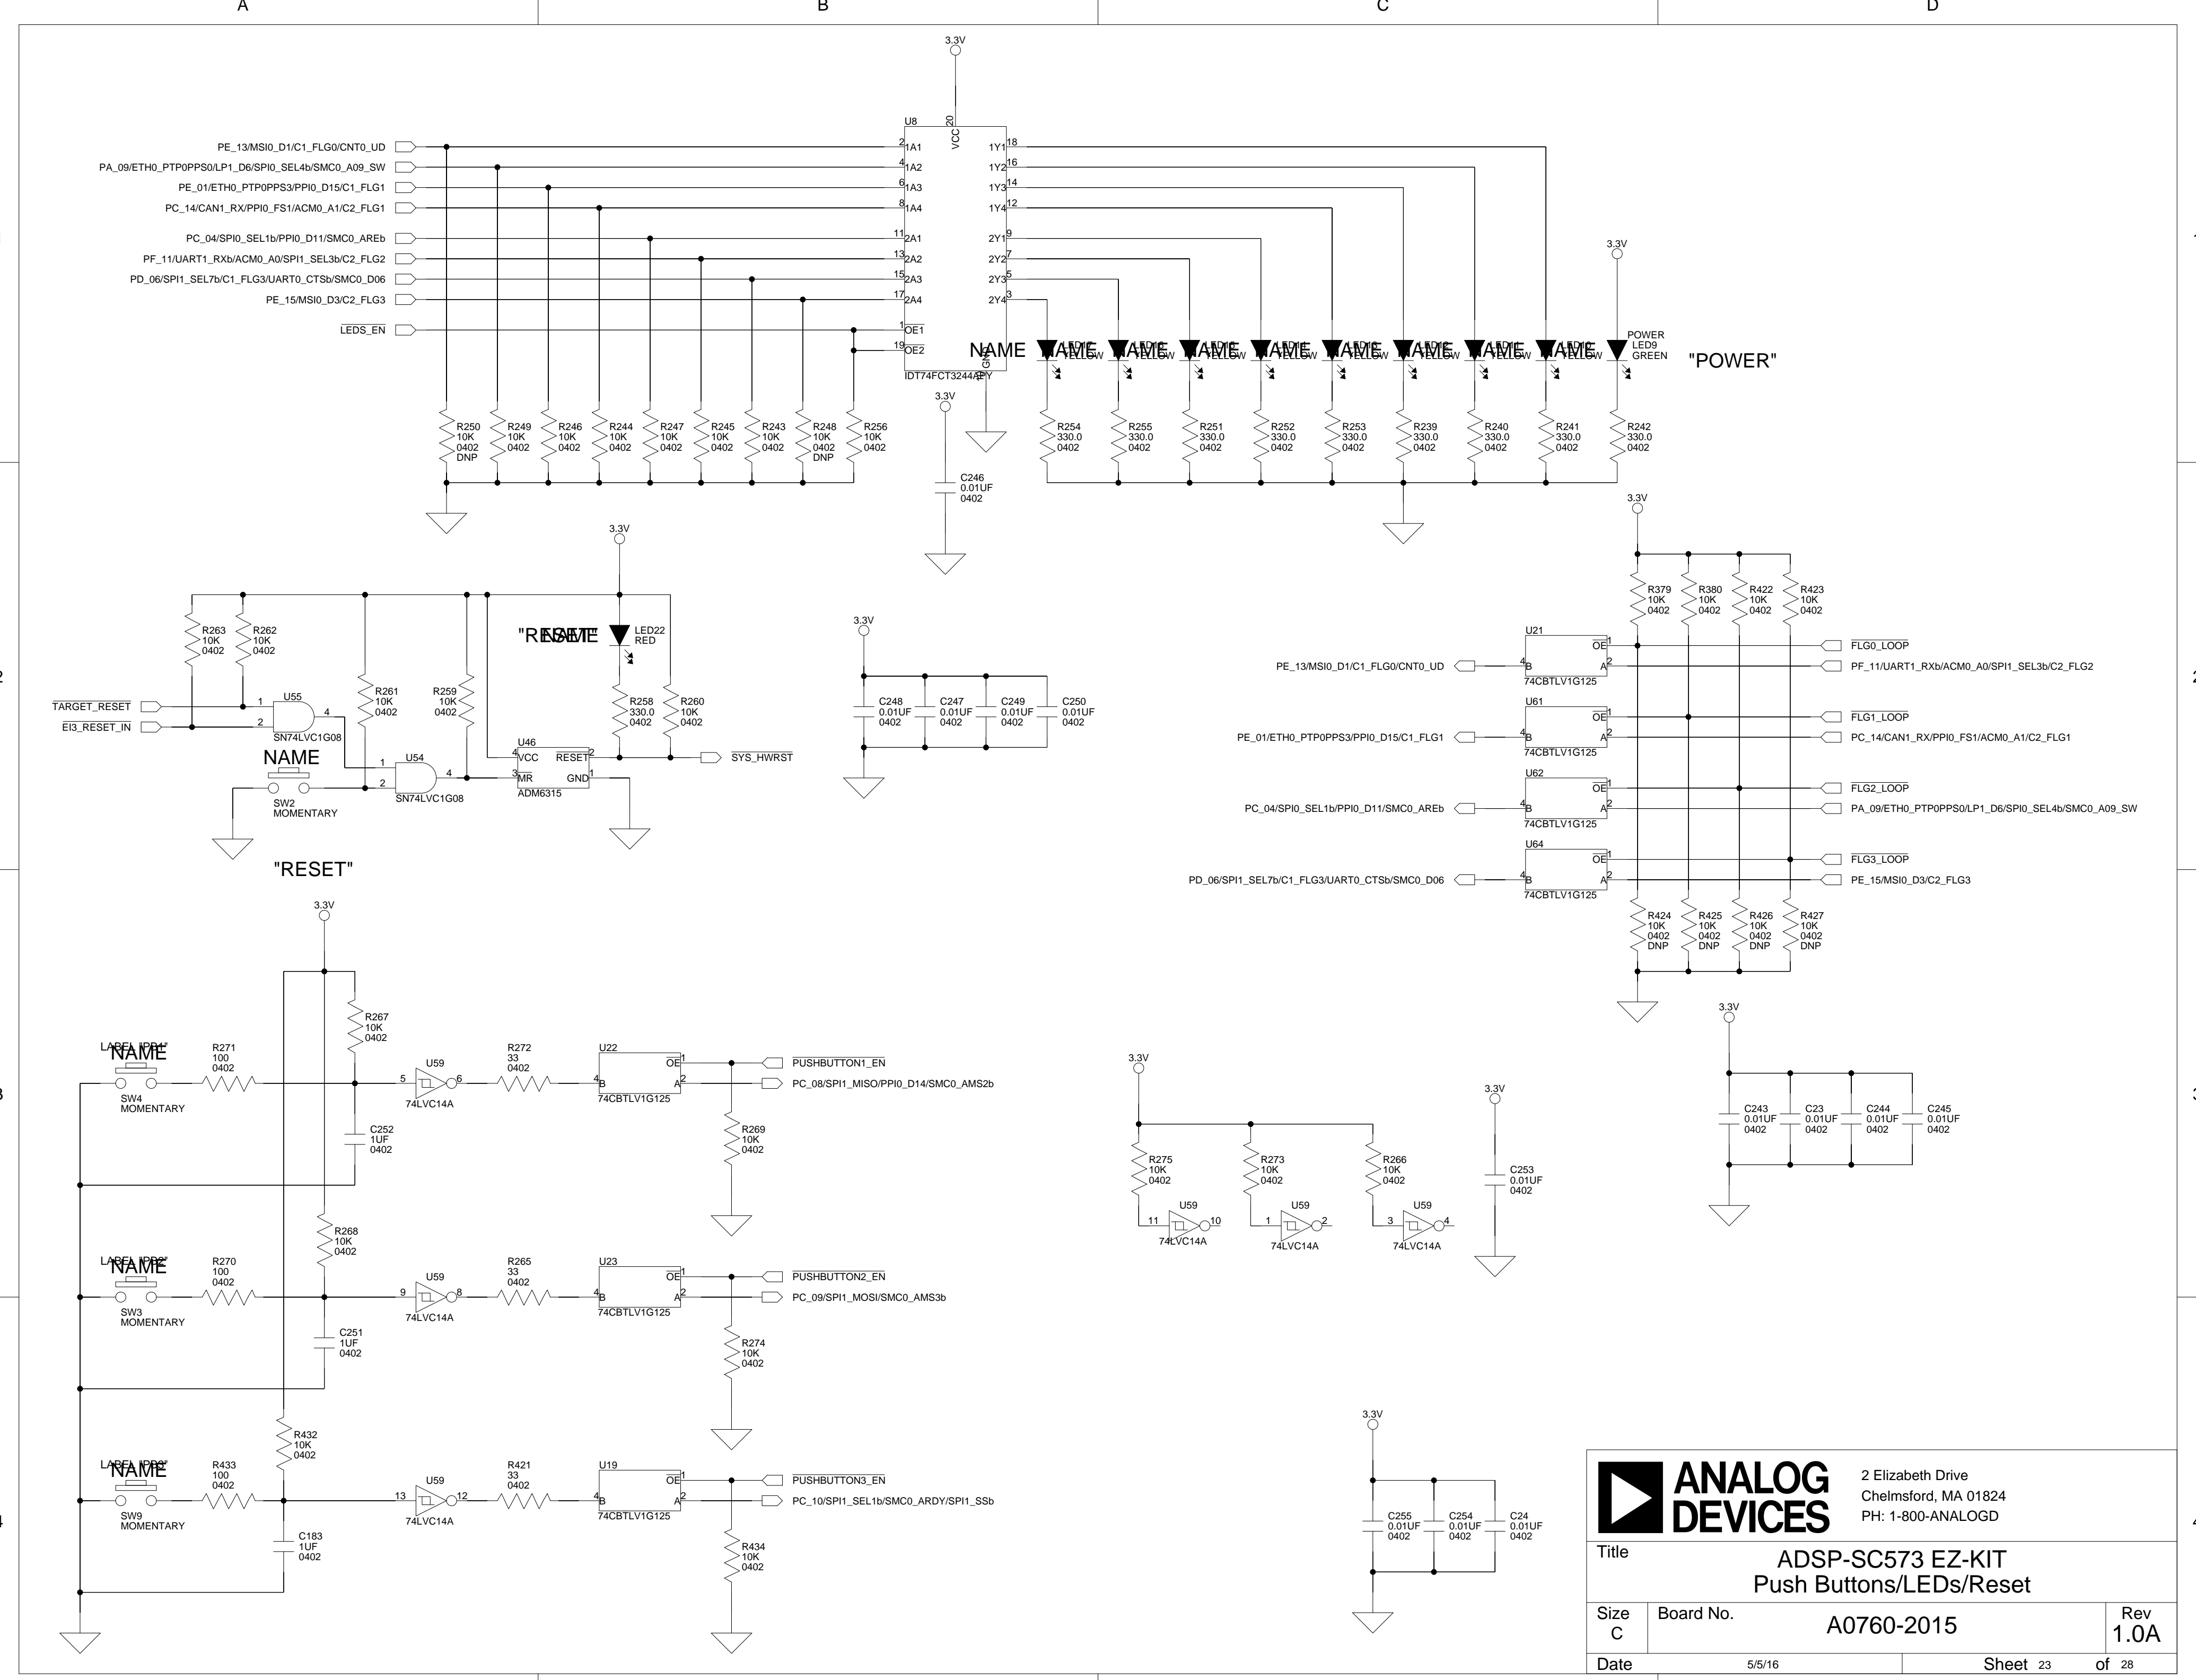 A
B
C
D
3.3V
U8
20
VCC
PE_13/MSI0_D1/C1_FLG0/CNT0_UD
2
1A1
1Y1
18
PA_09/ETH0_PTP0PPS0/LP1_D6/SPI0_SEL4b/SMC0_A09_SW
4
1A2
1Y2
16
PE_01/ETH0_PTP0PPS3/PPI0_D15/C1_FLG1
6
1A3
1Y3
14
PC_14/CAN1_RX/PPI0_FS1/ACM0_A1/C2_FLG1
8
1A4
1Y4
12
PC_04/SPI0_SEL1b/PPI0_D11/SMC0_AREb
11
2A1
2Y1
9
PF_11/UART1_RXb/ACM0_A0/SPI1_SEL3b/C2_FLG2
13
2A2
2Y2
7
PD_06/SPI1_SEL7b/C1_FLG3/UART0_CTSb/SMC0_D06
15
2A3
2Y3
5
PE_15/MSI0_D3/C2_FLG3
17
2A4
2Y4
3
LEDS_EN
1
OE1
19
OE2
GND
IDT74FCT3244APY
NAME
NAME
NAME
NAME
NAME
NAME
NAME
NAME
YELLOW
YELLOW
YELLOW
YELLOW
YELLOW
YELLOW
YELLOW
YELLOW
3.3V
POWER
LED9
GREEN
"POWER"
R250
10K
0402
DNP
R249
10K
0402
R246
10K
0402
R244
10K
0402
R247
10K
0402
R245
10K
0402
R243
10K
0402
R248
10K
0402
DNP
R256
10K
0402
3.3V
C246
0.01UF
0402
R254
330.0
0402
R255
330.0
0402
R251
330.0
0402
R252
330.0
0402
R253
330.0
0402
R239
330.0
0402
R240
330.0
0402
R241
330.0
0402
R242
330.0
0402
3.3V
R263
10K
0402
R262
10K
0402
"RESET"
NAME
LED22
RED
R261
10K
0402
R259
10K
0402
R258
330.0
0402
R260
10K
0402
TARGET_RESET
1
U55
4
EI3_RESET_IN
2
SN74LVC1G08
NAME
SW2
MOMENTARY
1
U54
4
2
SN74LVC1G08
U46
4
VCC
RESET
2
3
MR
GND
1
ADM6315
SYS_HWRST
"RESET"
3.3V
C248
0.01UF
0402
C247
0.01UF
0402
C249
0.01UF
0402
C250
0.01UF
0402
3.3V
R379
10K
0402
R380
10K
0402
R422
10K
0402
R423
10K
0402
U21
OE
1
FLG0_LOOP
PE_13/MSI0_D1/C1_FLG0/CNT0_UD
4
B
A
2
PF_11/UART1_RXb/ACM0_A0/SPI1_SEL3b/C2_FLG2
74CBTLV1G125
U61
OE
1
FLG1_LOOP
PE_01/ETH0_PTP0PPS3/PPI0_D15/C1_FLG1
4
B
A
2
PC_14/CAN1_RX/PPI0_FS1/ACM0_A1/C2_FLG1
74CBTLV1G125
U62
OE
1
FLG2_LOOP
PC_04/SPI0_SEL1b/PPI0_D11/SMC0_AREb
4
B
A
2
PA_09/ETH0_PTP0PPS0/LP1_D6/SPI0_SEL4b/SMC0_A09_SW
74CBTLV1G125
U64
OE
1
FLG3_LOOP
PD_06/SPI1_SEL7b/C1_FLG3/UART0_CTSb/SMC0_D06
4
B
A
2
PE_15/MSI0_D3/C2_FLG3
74CBTLV1G125
R424
10K
0402
DNP
R425
10K
0402
DNP
R426
10K
0402
DNP
R427
10K
0402
DNP
3.3V
R267
10K
0402
NAME
SW4
MOMENTARY
R271
100
0402
5
U59
6
74LVC14A
R272
33
0402
U22
OE
1
4
B
A
2
74CBTLV1G125
PUSHBUTTON1_EN
PC_08/SPI1_MISO/PPI0_D14/SMC0_AMS2b
C252
1UF
0402
R269
10K
0402
R268
10K
0402
NAME
SW3
MOMENTARY
R270
100
0402
9
U59
8
74LVC14A
R265
33
0402
U23
OE
1
4
B
A
2
74CBTLV1G125
PUSHBUTTON2_EN
PC_09/SPI1_MOSI/SMC0_AMS3b
C251
1UF
0402
R274
10K
0402
R432
10K
0402
NAME
SW9
MOMENTARY
R433
100
0402
13
U59
12
74LVC14A
R421
33
0402
U19
OE
1
4
B
A
2
74CBTLV1G125
PUSHBUTTON3_EN
PC_10/SPI1_SEL1b/SMC0_ARDY/SPI1_SSb
C183
1UF
0402
R434
10K
0402
3.3V
R275
10K
0402
R273
10K
0402
R266
10K
0402
11
U59
10
74LVC14A
1
U59
2
74LVC14A
3
U59
4
74LVC14A
3.3V
C253
0.01UF
0402
3.3V
C243
0.01UF
0402
C23
0.01UF
0402
C244
0.01UF
0402
C245
0.01UF
0402
3.3V
C255
0.01UF
0402
C254
0.01UF
0402
C24
0.01UF
0402
ANALOG
DEVICES
2 Elizabeth Drive
Chelmsford, MA 01824
PH: 1-800-ANALOGD
Title
ADSP-SC573 EZ-KIT
Push Buttons/LEDs/Reset
Size
C
Board No.
A0760-2015
Rev
1.0A
Date
5/5/16
Sheet 23 of 28